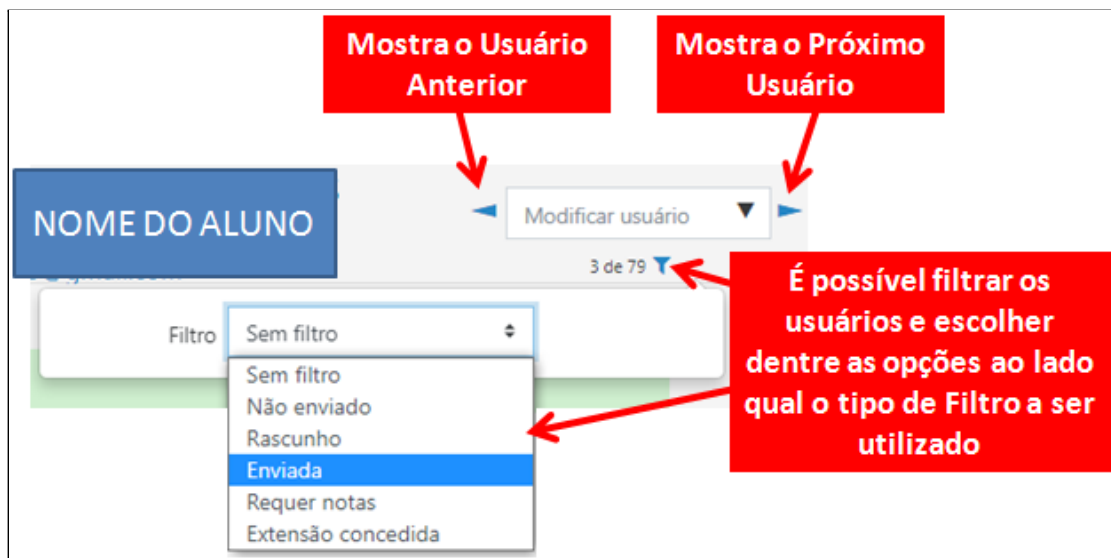 Mostra o Usuário
Anterior
Mostra o Próximo
Usuário
NOME DO ALUNO
Modificar usuário
3 de 79
É possível filtrar os
usuários e escolher
dentre as opções ao lado
qual o tipo de Filtro a ser
utilizado
Filtro
Sem filtro
Sem filtro
Não enviado
Rascunho
Enviada
Requer notas
Extensão concedida